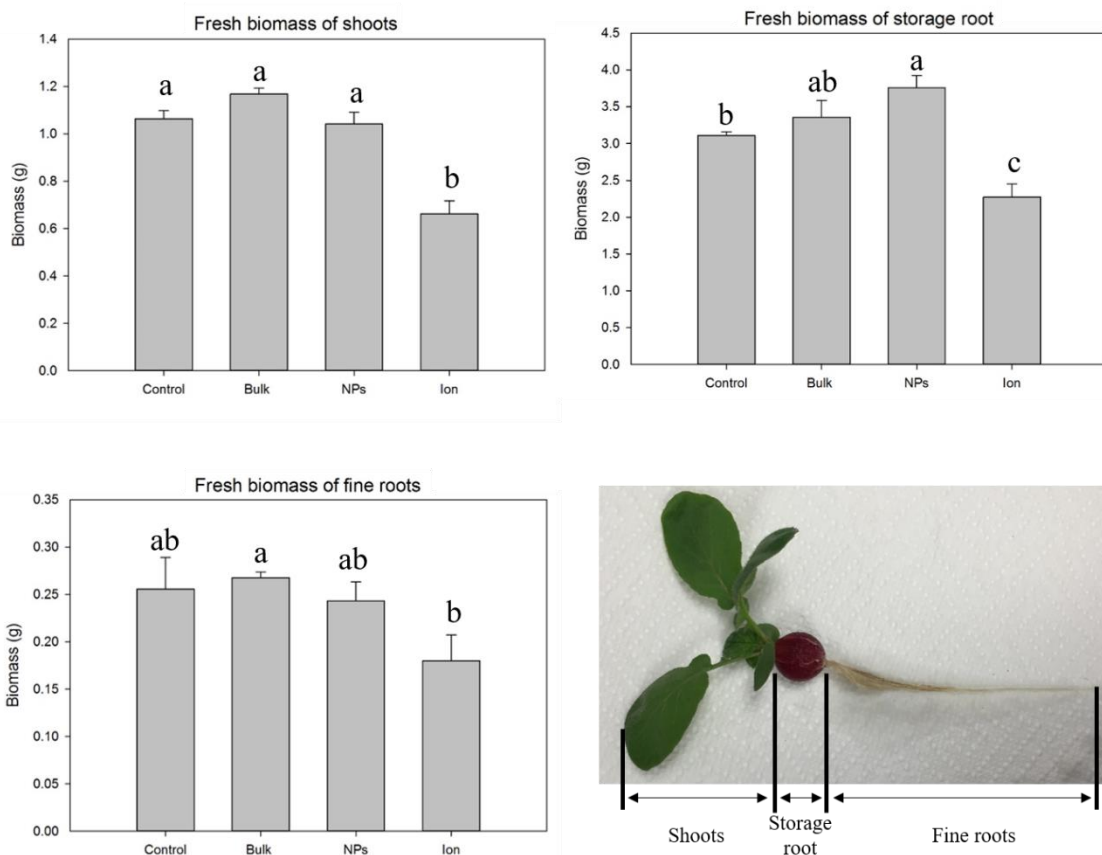 Fresh biomass of shoots
Biomass (g)
1.4
1.2
1.0
0.8
0.6
0.4
0.2
0.0
a
a
a
b
Control Bulk NPs Ion
Fresh biomass of storage root
Biomass (g)
4.5
4.0
3.5
3.0
2.5
2.0
1.5
1.0
0.5
0.0
b
ab
a
c
Control Bulk NPs Ion
Fresh biomass of fine roots
Biomass (g)
0.35
0.30
0.25
0.20
0.15
0.10
0.05
0.00
ab
a
ab
b
Control Bulk NPs Ion
Shoots
Storage
root
Fine roots